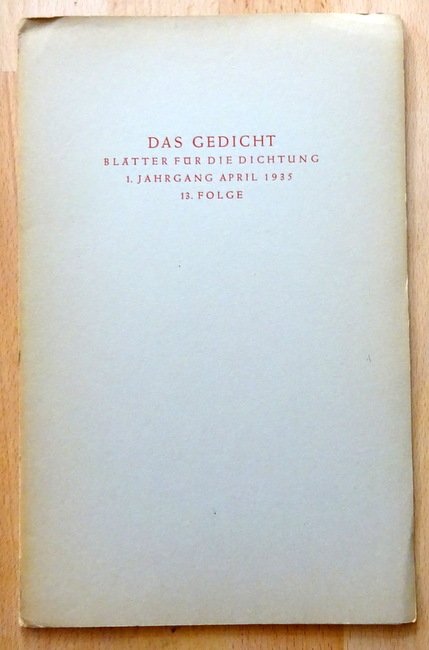 DAS GEDICHT
BLÄTTER FÜR DIE DICHTUNG
1. JAHRGANG APRIL 1935
13. FOLGE